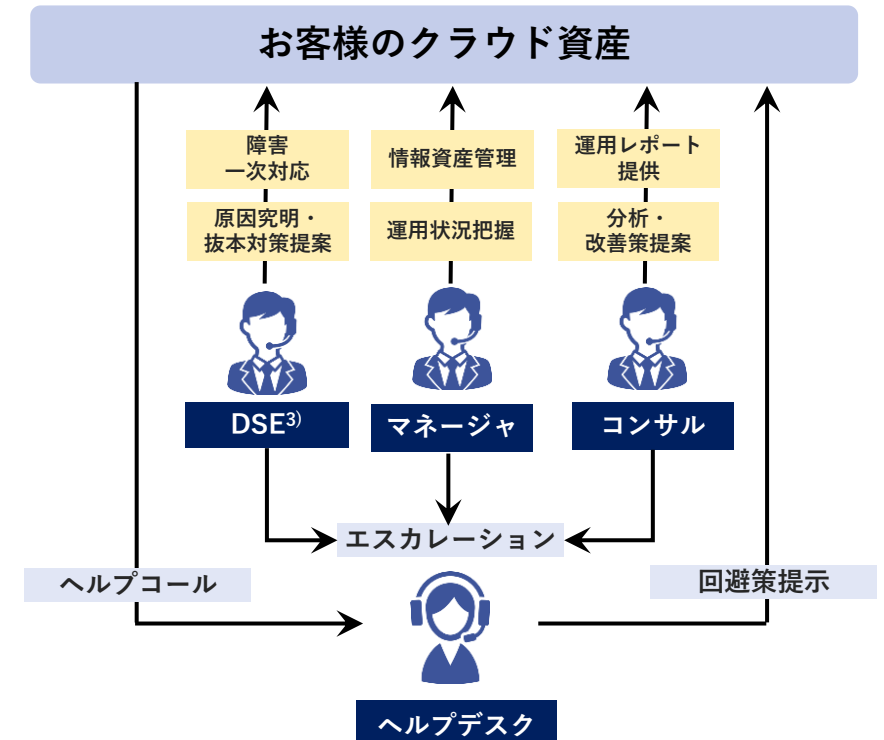 お客様のクラウド資産
障害
一次対応
情報資産管理
運用レポート
提供
原因究明・
抜本対策提案
運用状況把握
分析・
改善策提案
DSE3)
マネージャ
コンサル
エスカレーション
ヘルプコール
回避策提示
ヘルプデスク